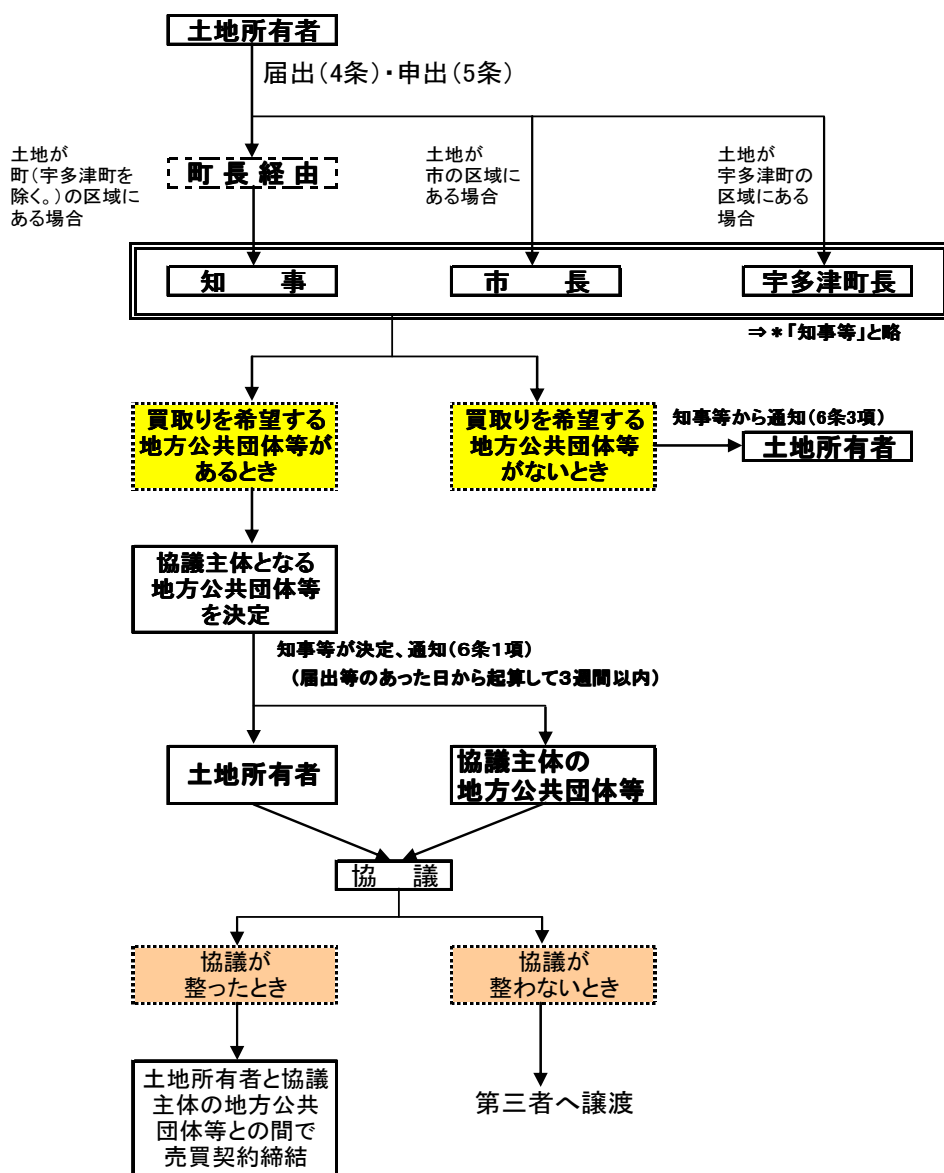 土地所有者
届出(4条)・申出(5条)
土地が
町(宇多津町を
除く。)の区域に
ある場合
町長経由
土地が
市の区域に
ある場合
土地が
宇多津町の
区域にある
場合
知　事
市　長
宇多津町長
⇒*「知事等」と略
買取りを希望する
地方公共団体等が
あるとき
買取りを希望する
地方公共団体等
がないとき
知事等から通知(6条3項)
土地所有者
協議主体となる
地方公共団体等
を決定
知事等が決定、通知(6条1項)
(届出等のあった日から起算して3週間以内)
土地所有者
協議主体の
地方公共団体等
協　議
協議が
整ったとき
協議が
整わないとき
土地所有者と協議
主体の地方公共
団体等との間で
売買契約締結
第三者へ譲渡